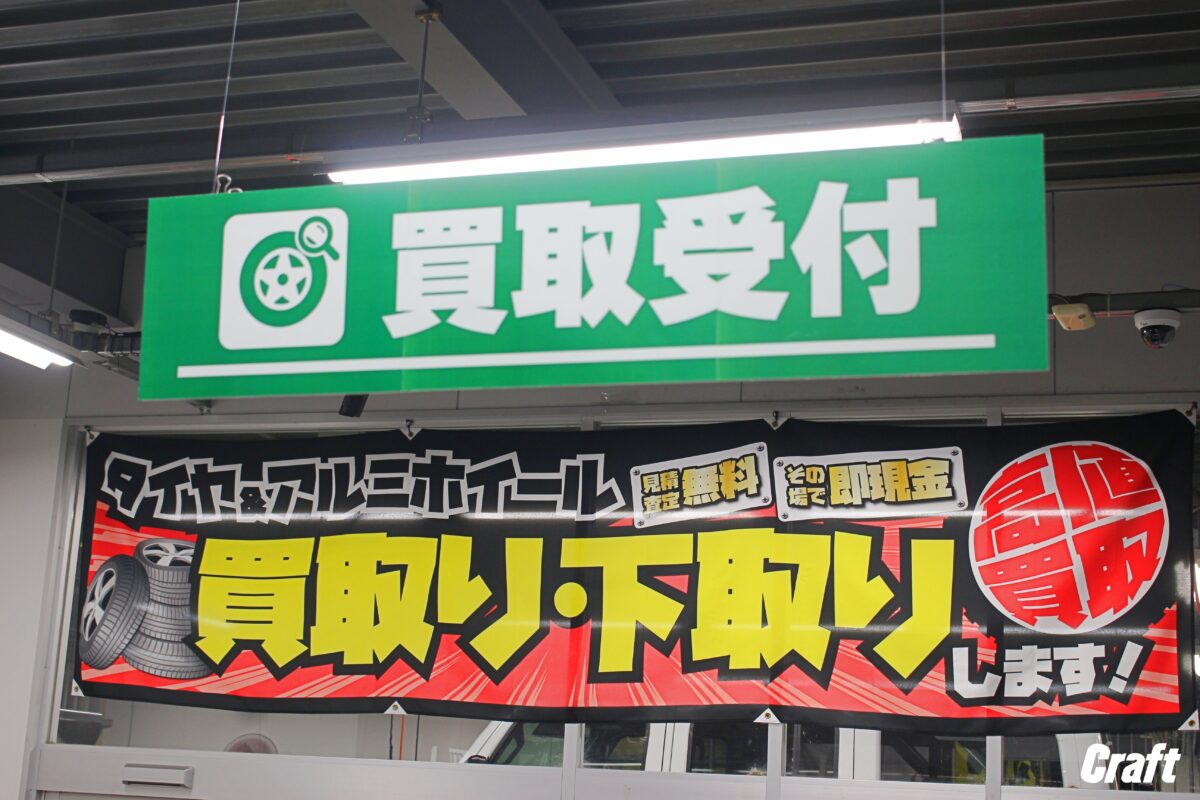 買取受付
タイヤ&アルミホイール
見積
査定
無料
その
場で
即現金
高価
買取
買取り・下取り
します!
Craft